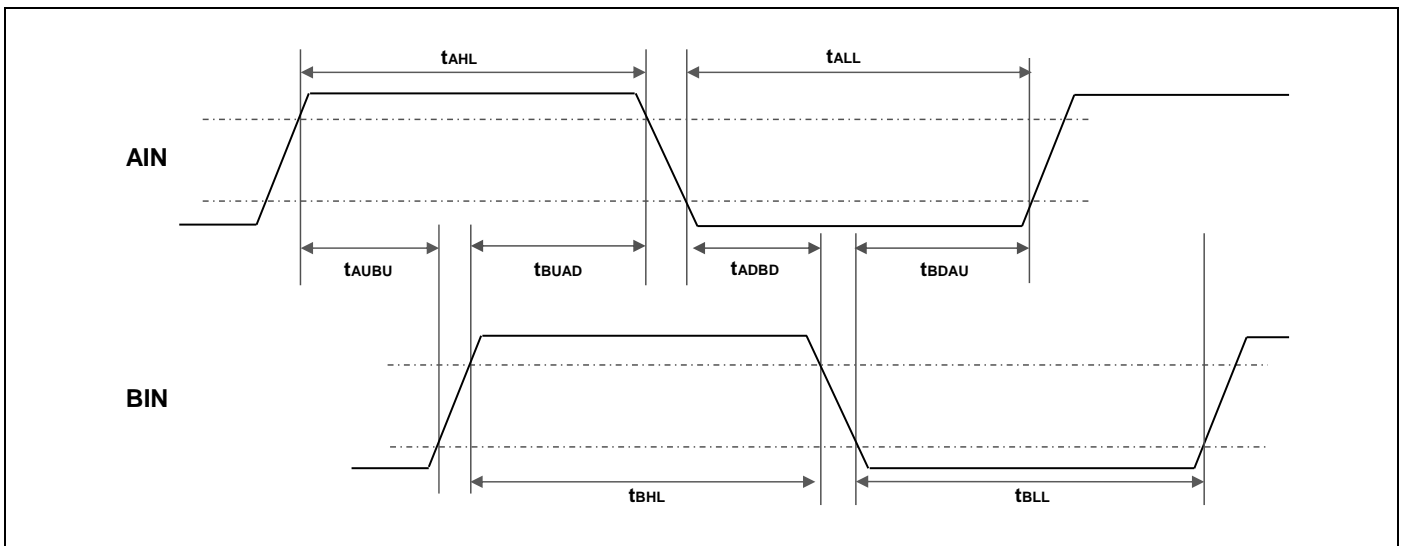 tAHL
tALL
AIN
tAUBU
tBUAD
tADBD
tBDAU
BIN
tBHL
tBLL